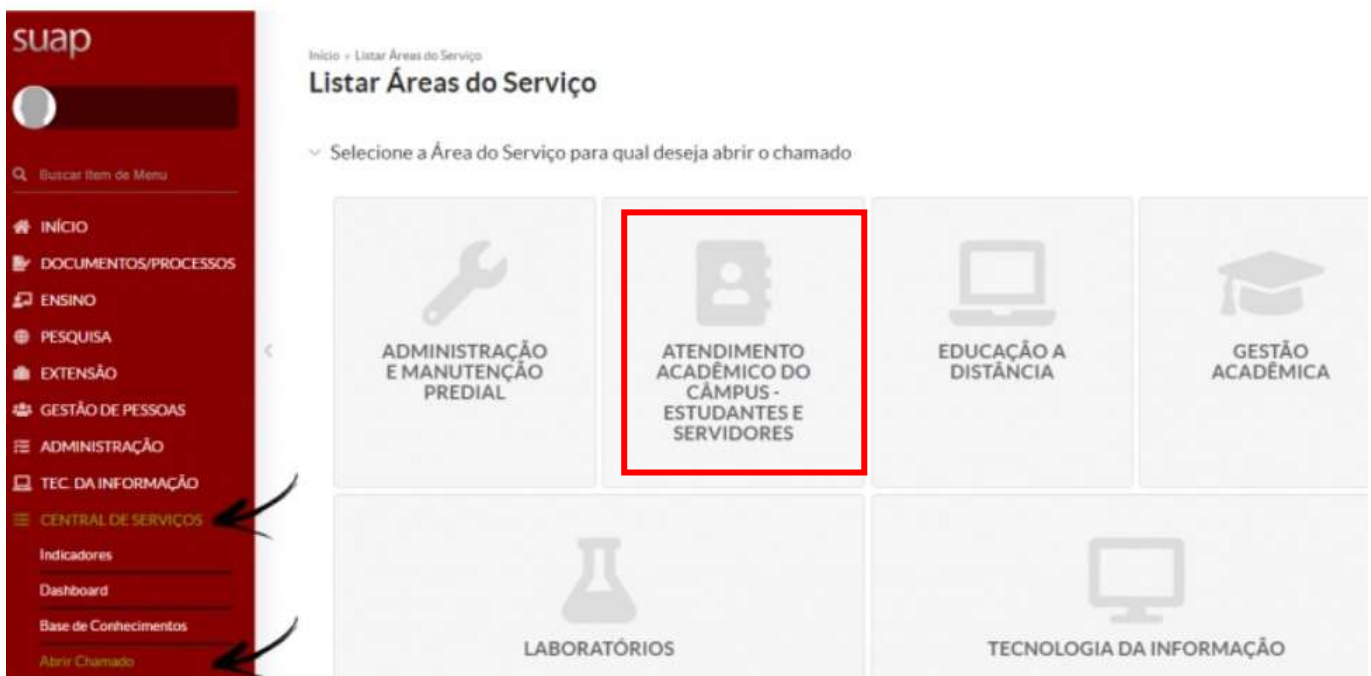 suap
Buscar Item de Menu
INÍCIO
DOCUMENTOS/PROCESSOS
ENSINO
PESQUISA
EXTENSÃO
GESTÃO DE PESSOAS
ADMINISTRAÇÃO
TEC. DA INFORMAÇÃO
CENTRAL DE SERVIÇOS
Indicadores
Dashboard
Base de Conhecimentos
Abrir Chamado
Início » Listar Áreas do Serviço
Listar Áreas do Serviço
Selecione a Área do Serviço para qual deseja abrir o chamado
ADMINISTRAÇÃO
E MANUTENÇÃO
PREDIAL
ATENDIMENTO
ACADÊMICO DO
CÂMPUS -
ESTUDANTES E
SERVIDORES
EDUCAÇÃO A
DISTÂNCIA
GESTÃO
ACADÊMICA
LABORATÓRIOS
TECNOLOGIA DA INFORMAÇÃO